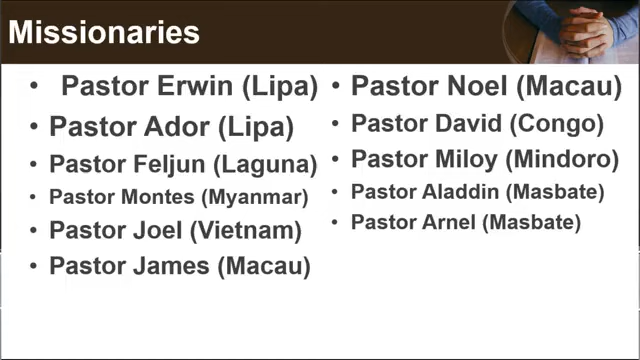 Missionaries
• Pastor Erwin (Lipa)
• Pastor Ador (Lipa)
• Pastor Feljun (Laguna)
• Pastor Montes (Myanmar)
• Pastor Joel (Vietnam)
• Pastor James (Macau)
• Pastor Noel (Macau)
• Pastor David (Congo)
• Pastor Miloy (Mindoro)
• Pastor Aladdin (Masbate)
• Pastor Arnel (Masbate)